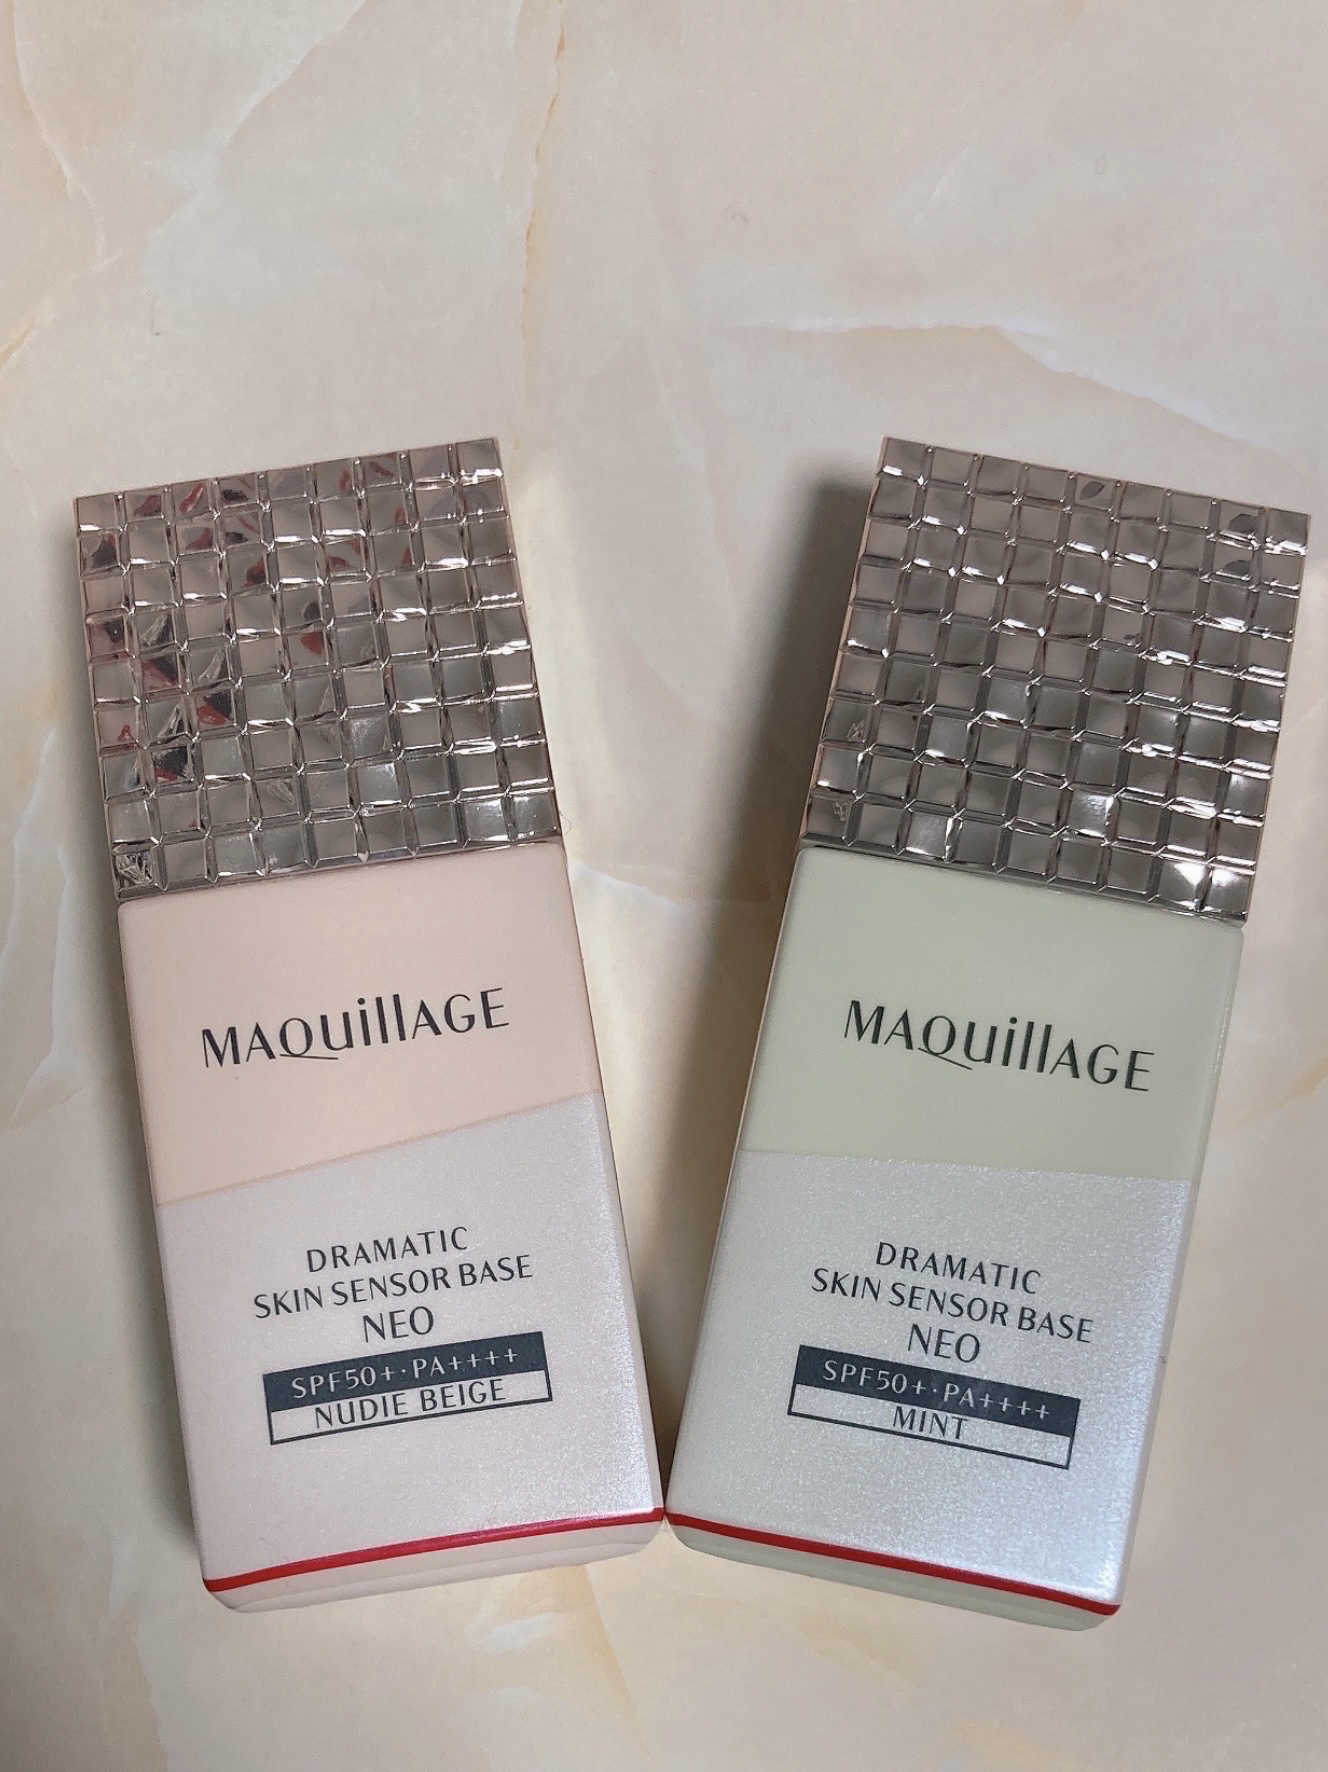 MAQuillAGE
DRAMATIC
SKIN SENSOR BASE
NEO
SPF50+·PA++++
NUDIE BEIGE
MAQuillAGE
DRAMATIC
SKIN SENSOR BASE
NEO
SPF50+·PA++++
MINT